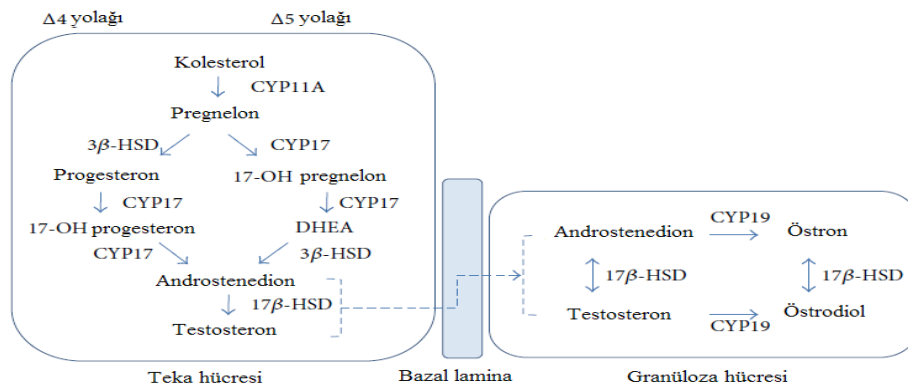 Δ4 yolağı Δ5 yolağı
Kolesterol
CYP11A
Pregnelon
3β-HSD CYP17
Progesteron 17-OH pregnelon
CYP17 CYP17
17-OH progesteron DHEA
CYP17 3β-HSD
Androstenedion
17β-HSD
Testosteron
Teka hücresi
Bazal lamina
CYP19
Androstenedion Östron
17β-HSD 17β-HSD
Testosteron Östrodiol
CYP19
Granüloza hücresi